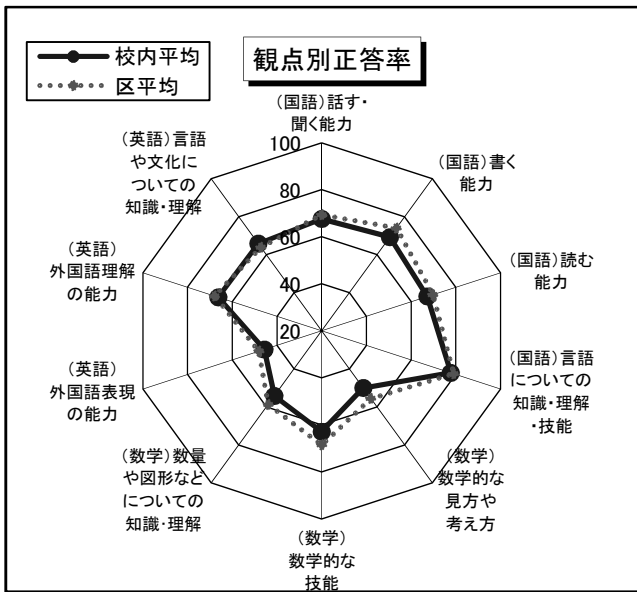 校内平均
区平均
観点別正答率
(国語)話す・
聞く能力
(国語)書く
能力
(国語)読む
能力
(国語)言語
についての
知識・理解
・技能
(数学)
数学的な
見方や
考え方
(数学)
数学的な
技能
(数学)数量
や図形など
についての
知識・理解
(英語)
外国語表現
の能力
(英語)
外国語理解
の能力
(英語)言語
や文化に
ついての
知識・理解
100
80
60
40
20